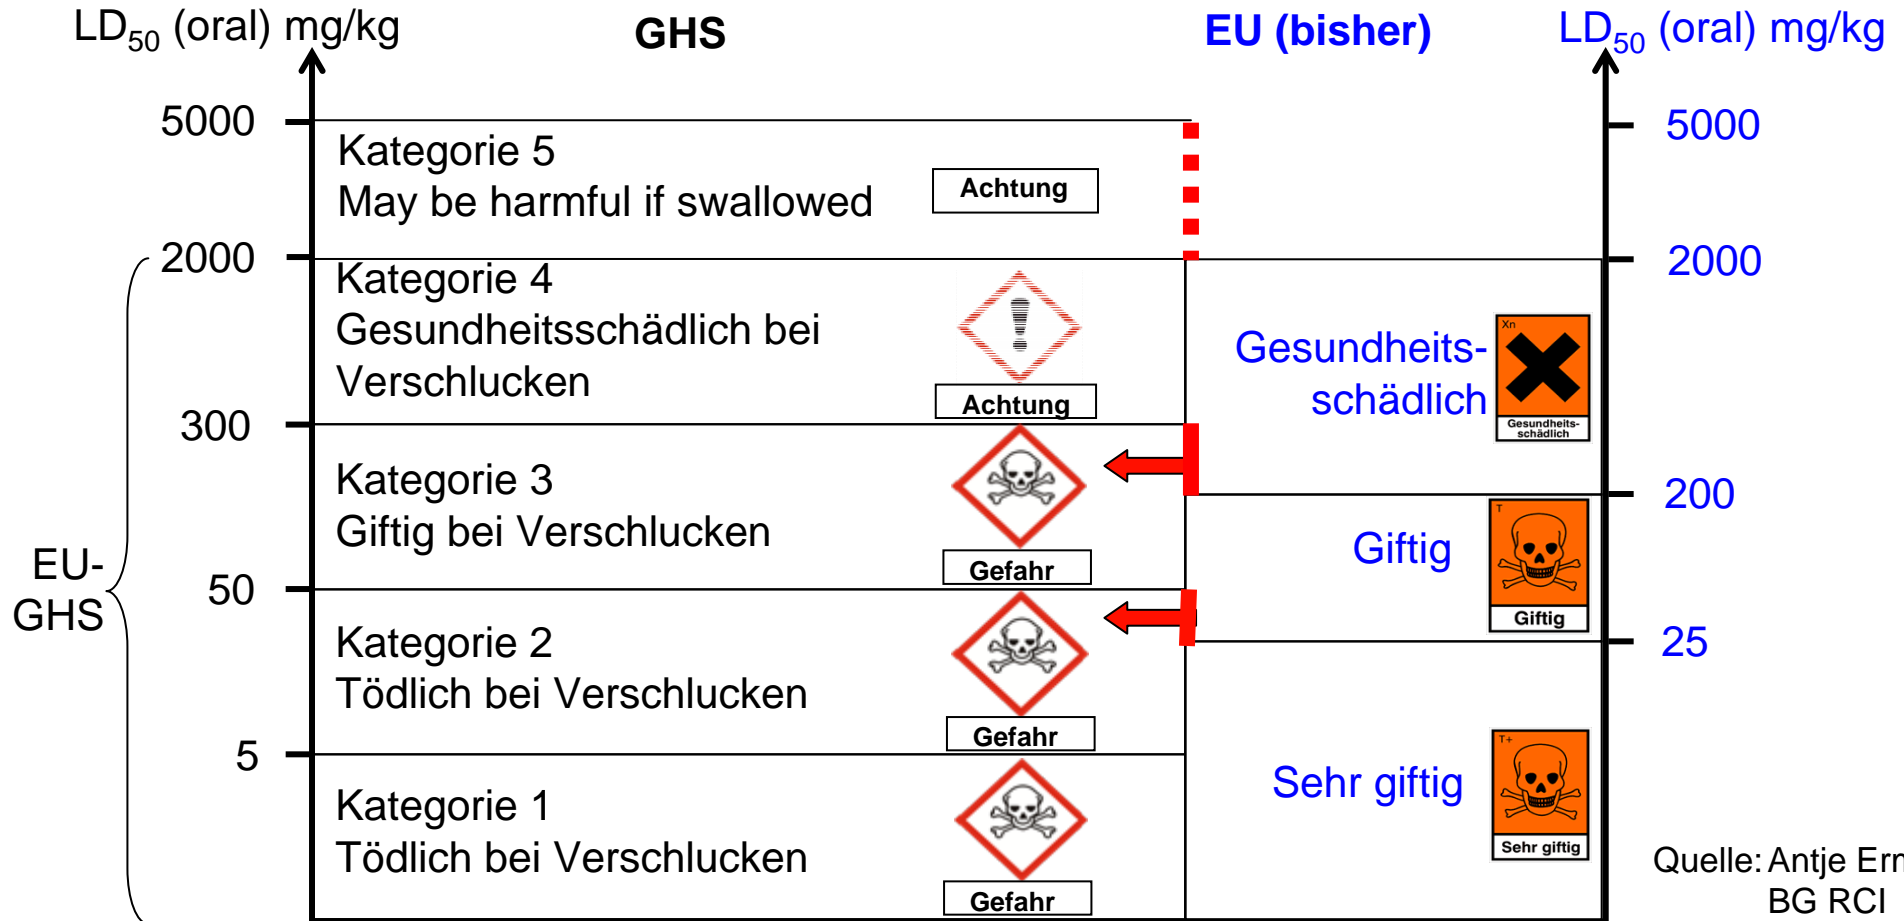 LD50 (oral) mg/kg
GHS
EU (bisher)
LD50 (oral) mg/kg
5000
5000
Kategorie 5
May be harmful if swallowed
Achtung
2000
2000
Kategorie 4
Gesundheitsschädlich bei
Verschlucken
Achtung
Gesundheits-
schädlich
Xn
Gesundheits-
schädlich
300
Kategorie 3
Giftig bei Verschlucken
Gefahr
200
Giftig
T
Giftig
EU-
GHS
50
25
Kategorie 2
Tödlich bei Verschlucken
Gefahr
5
Sehr giftig
T+
Sehr giftig
Kategorie 1
Tödlich bei Verschlucken
Gefahr
Quelle: Antje Erm
BG RCI